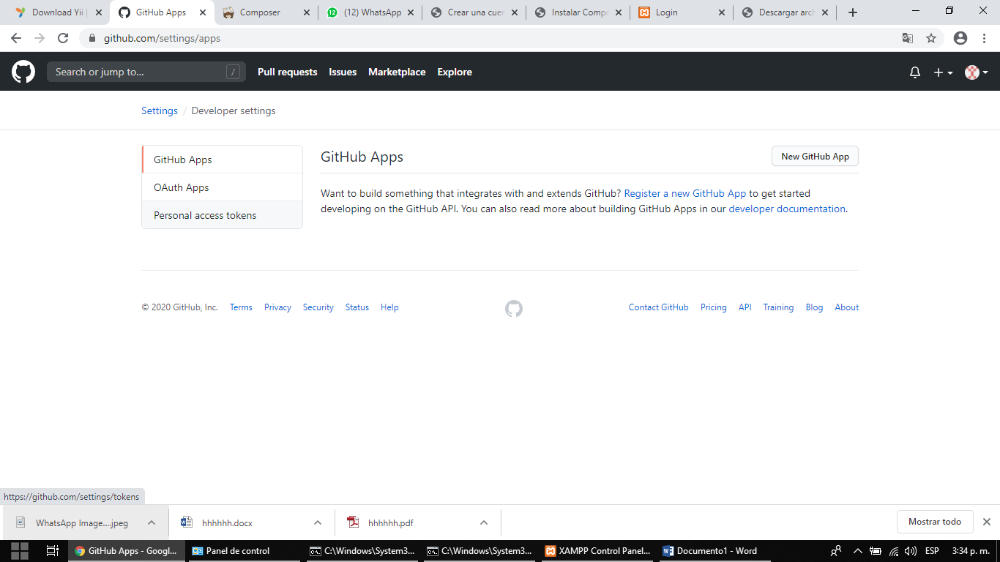 Download Yii |
GitHub Apps
Composer
(12) WhatsApp
Crear una cuen
Instalar Compo
Login
Descargar arch
github.com/settings/apps
Search or jump to...
/
Pull requests
Issues
Marketplace
Explore
Settings / Developer settings
GitHub Apps
OAuth Apps
Personal access tokens
GitHub Apps
New GitHub App
Want to build something that integrates with and extends GitHub? Register a new GitHub App to get started
developing on the GitHub API. You can also read more about building GitHub Apps in our developer documentation.
© 2020 GitHub, Inc.
Terms
Privacy
Security
Status
Help
Contact GitHub
Pricing
API
Training
Blog
About
https://github.com/settings/tokens
WhatsApp Image....jpeg
hhhhhh.docx
hhhhhh.pdf
Mostrar todo
GitHub Apps - Googl...
Panel de control
C:\Windows\System3...
C:\Windows\System3...
XAMPP Control Panel...
Documento1 - Word
ESP
3:34 p. m.